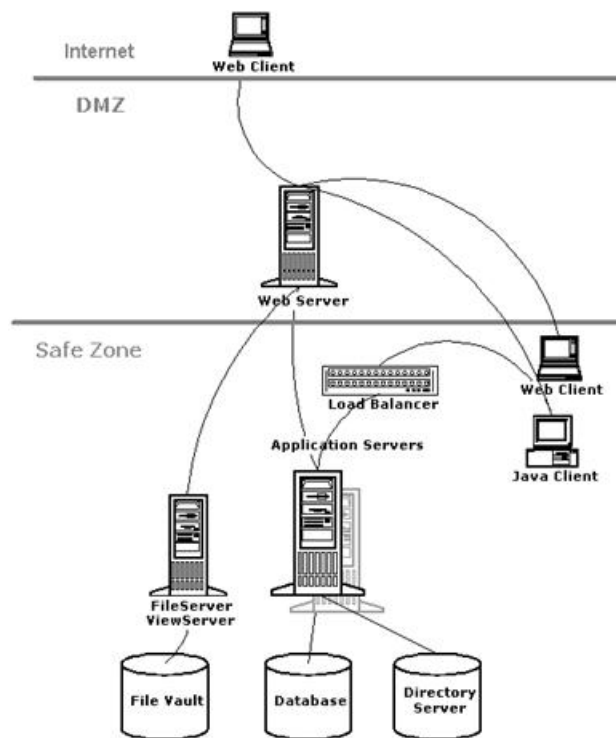 Internet
Web Client
DMZ
Web Server
Safe Zone
Load Balancer
Web Client
Application Servers
Java Client
FileServer
ViewServer
File Vault
Database
Directory
Server